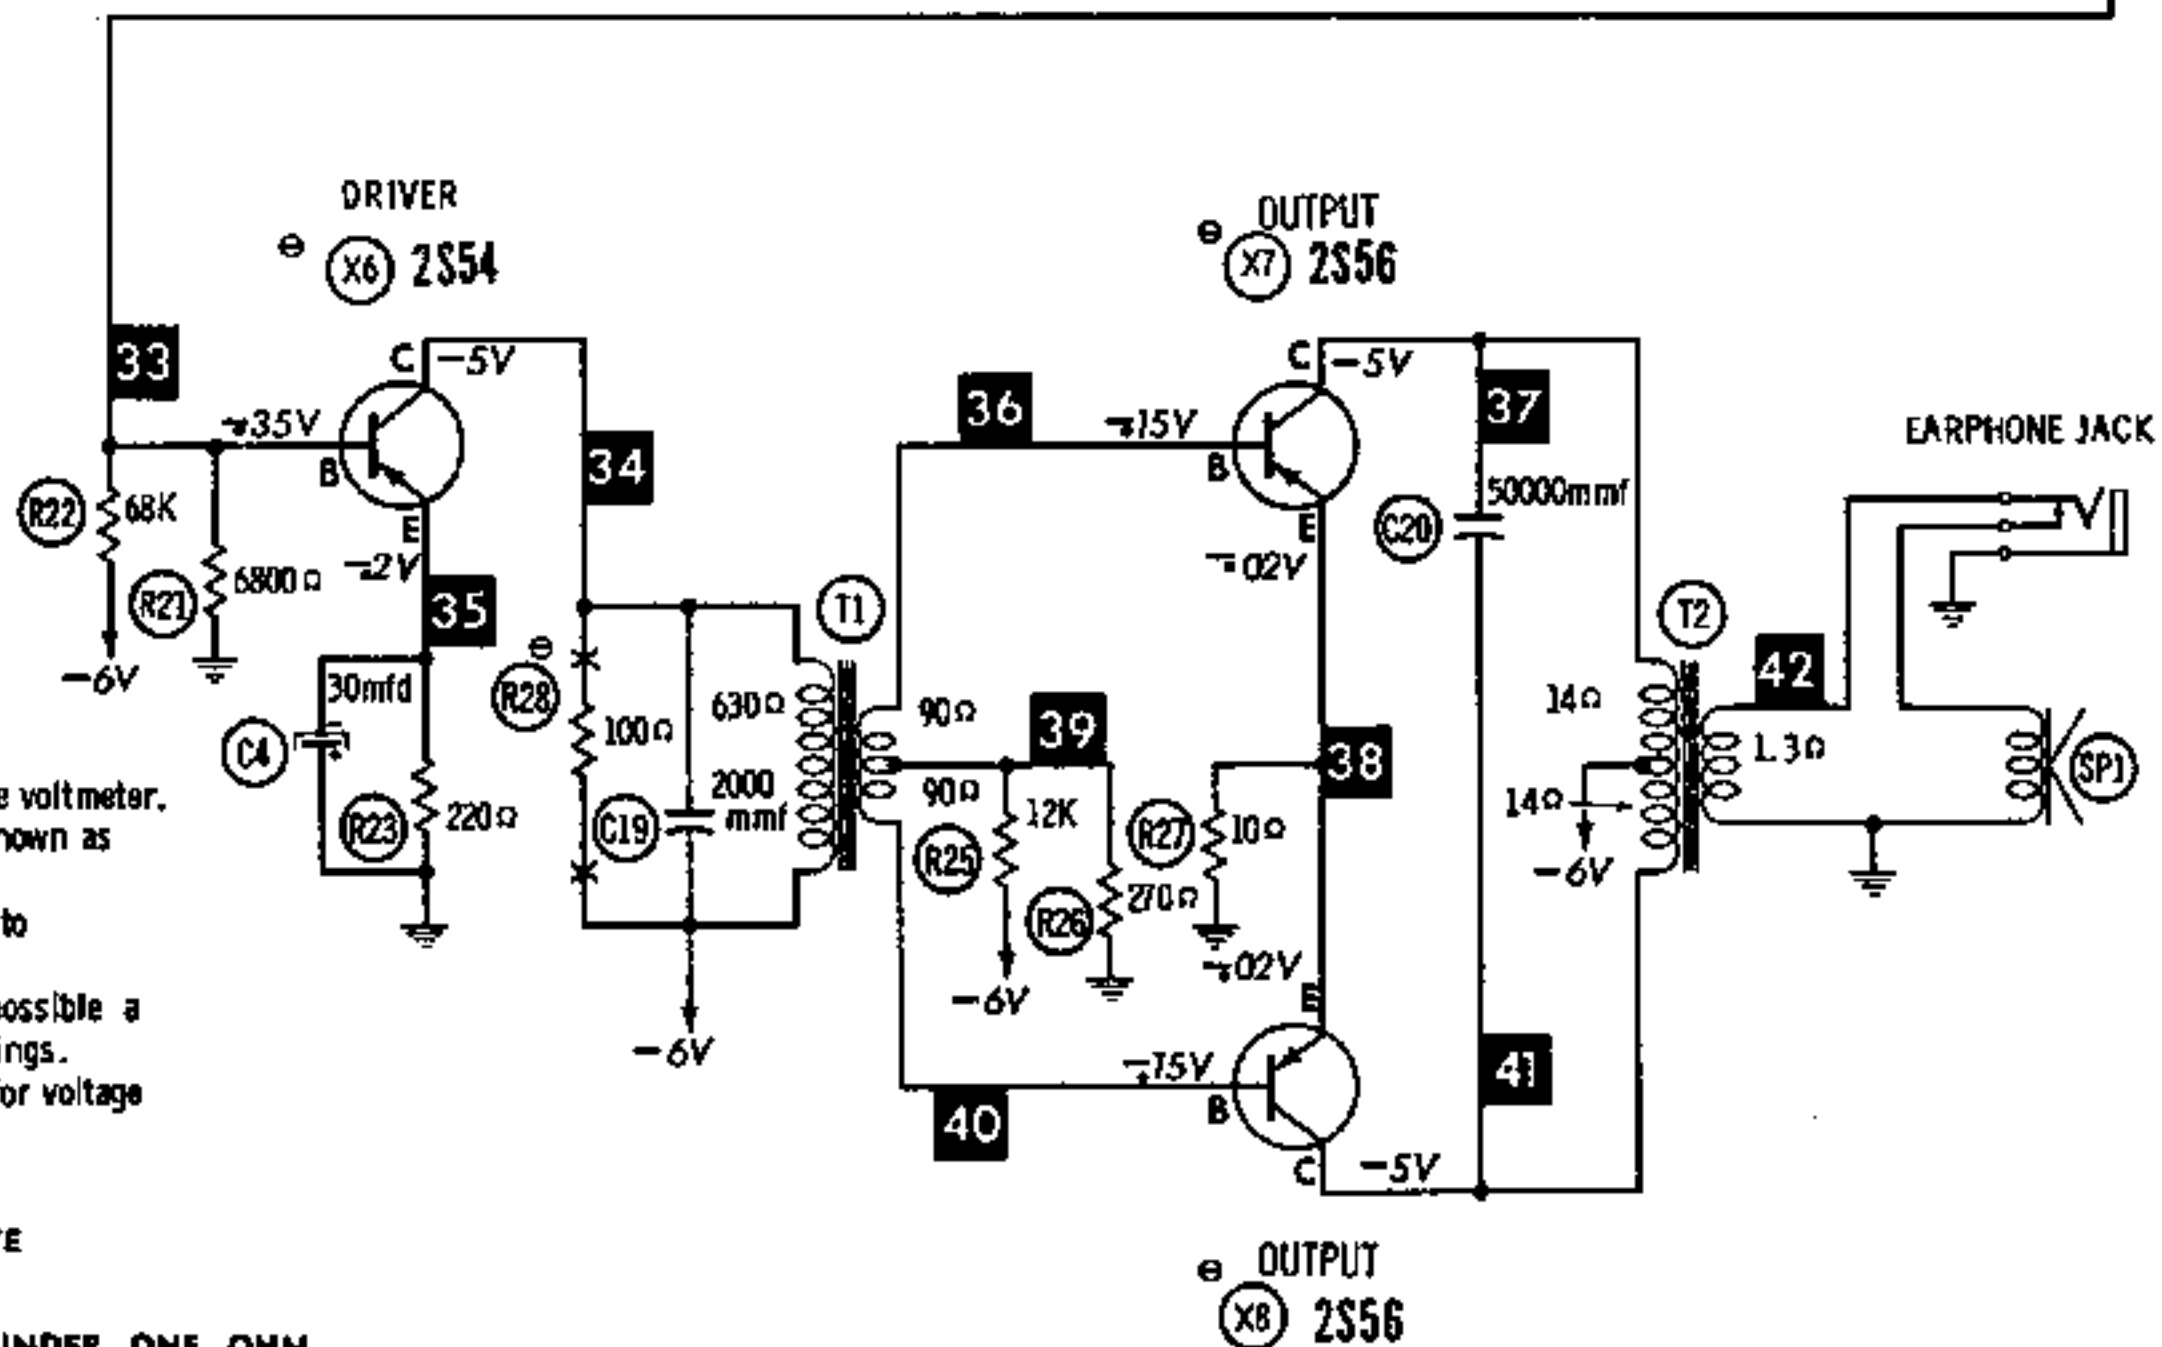 DRIVER
X6 2S54
OUTPUT
X7 2S56
33
C -5V
-.35V
B
E
-.2V
34
35
R22 68K
-6V
R21 6800Ω
30mfd
C4
R23 220Ω
R28 100Ω
C19 2000 mmf
-6V
T1
630Ω
90Ω
90Ω
36
-.15V
B
C -5V
E
-.02V
37
50000mmf
C20
EARPHONE JACK
39
R25 12K
-6V
R26 270Ω
R27 10Ω
38
-.02V
E
T2
14Ω
14Ω
-6V
42
1.3Ω
SP1
40
-.15V
B
C -5V
41
OUTPUT
X8 2S56
voltmeter.
as
to
a
or voltage
UNDER ONE OHM